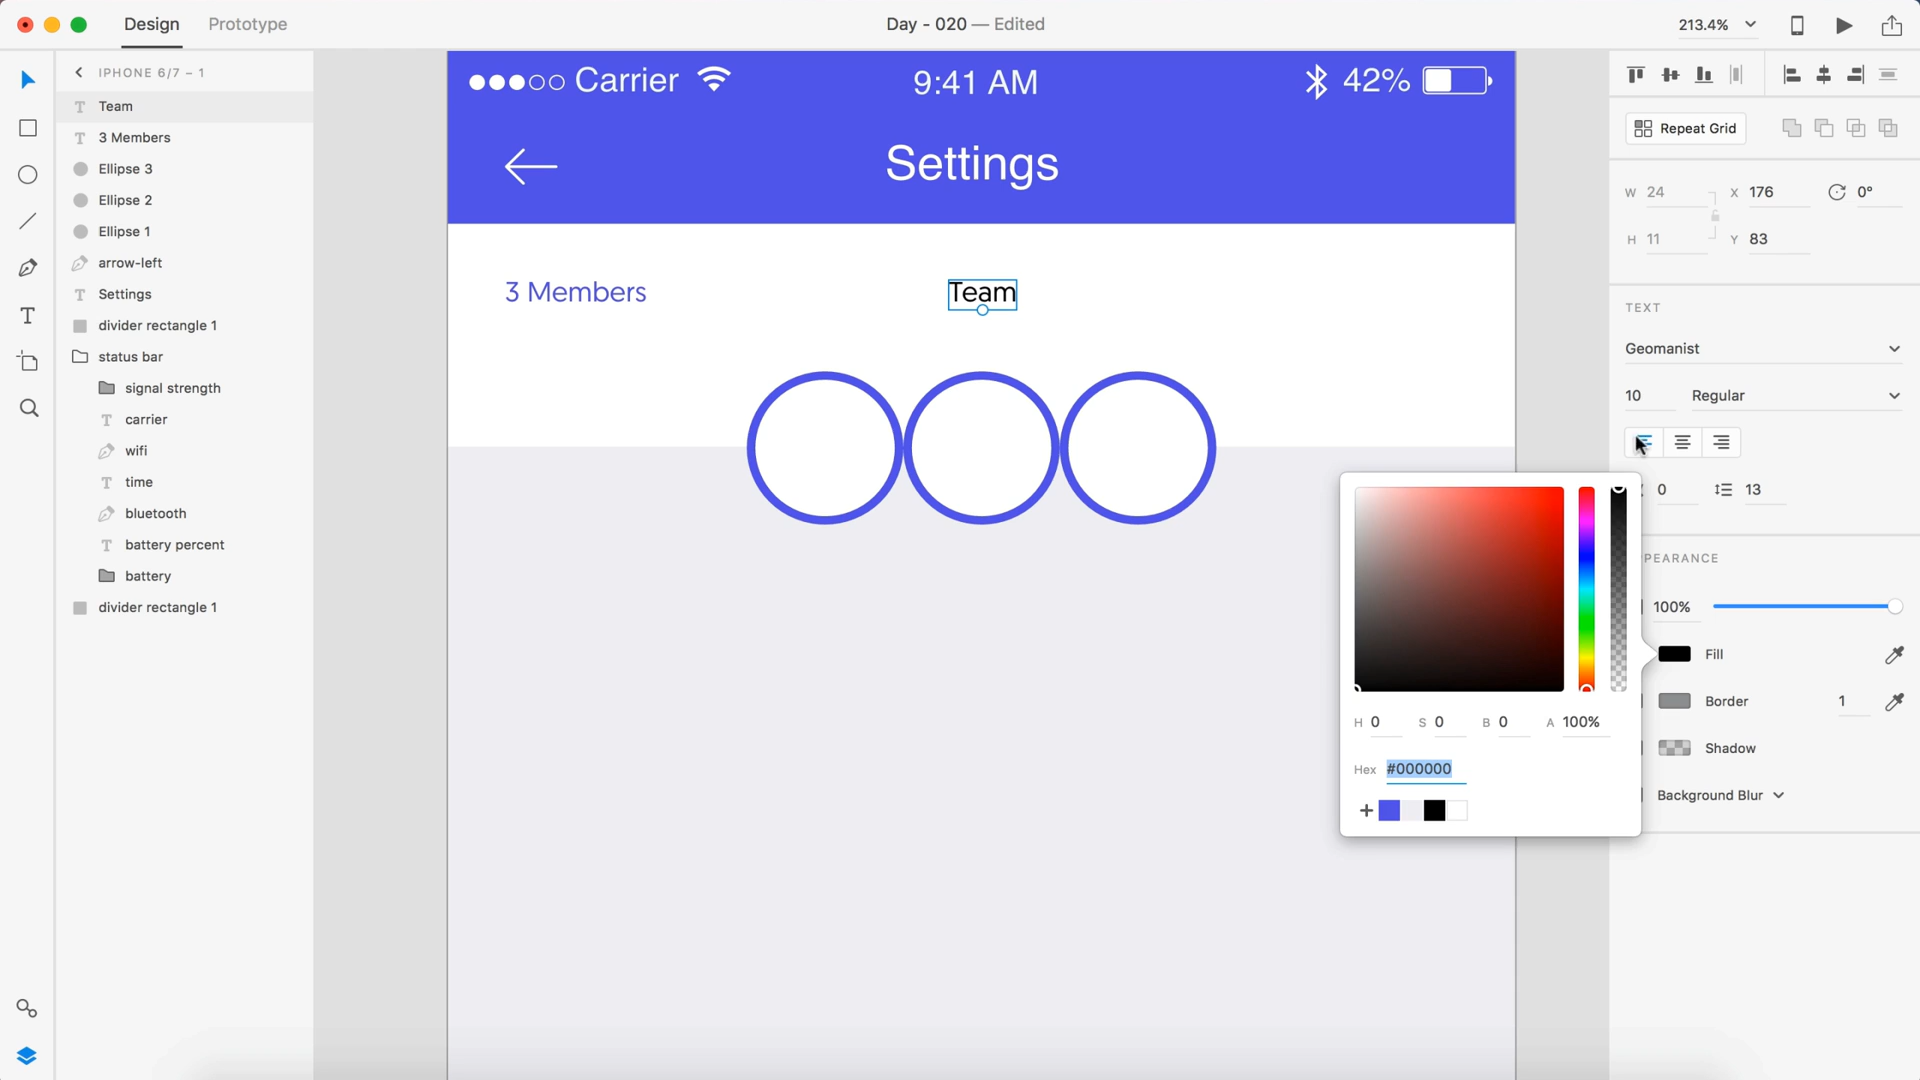 Design Prototype Day - 020 — Edited 213.4%
IPHONE 6/7 – 1
Team
3 Members
Ellipse 3
Ellipse 2
Ellipse 1
arrow-left
Settings
divider rectangle 1
status bar
signal strength
carrier
wifi
time
bluetooth
battery percent
battery
divider rectangle 1
Carrier 9:41 AM 42%
Settings
3 Members Team
Repeat Grid
W 24 X 176 0°
H 11 Y 83
TEXT
Geomanist
10 Regular
0 13
PEARANCE
100%
Fill
Border 1
Shadow
Background Blur
H 0 S 0 B 0 A 100%
Hex #000000